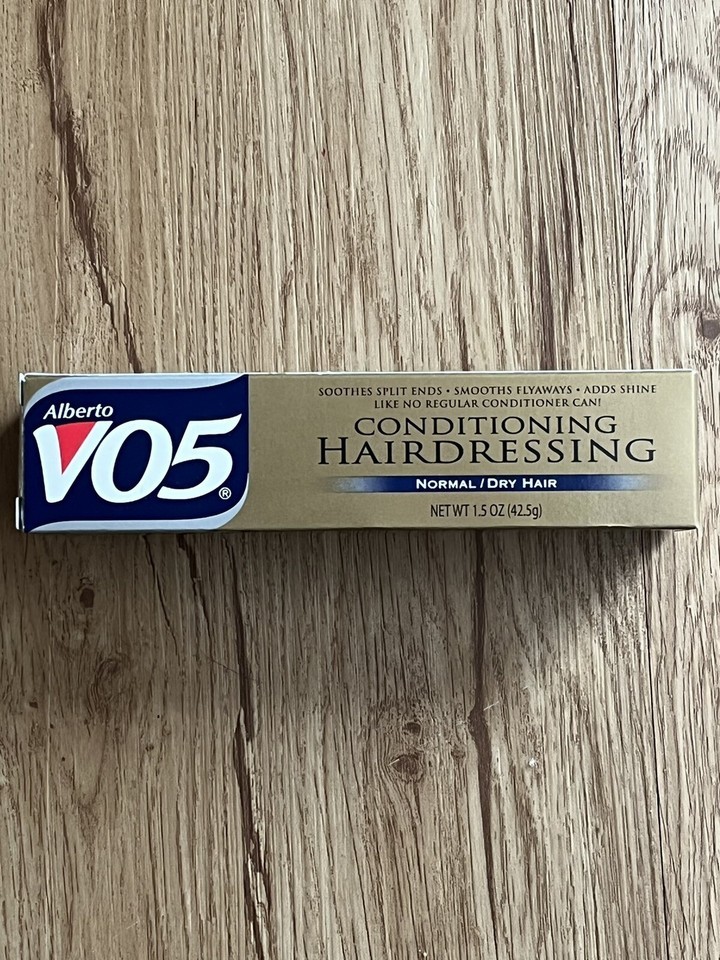 Alberto
VO5®
SOOTHES SPLIT ENDS • SMOOTHS FLYAWAYS • ADDS SHINE
LIKE NO REGULAR CONDITIONER CAN!
CONDITIONING
HAIRDRESSING
NORMAL / DRY HAIR
NET WT 1.5 OZ (42.5g)